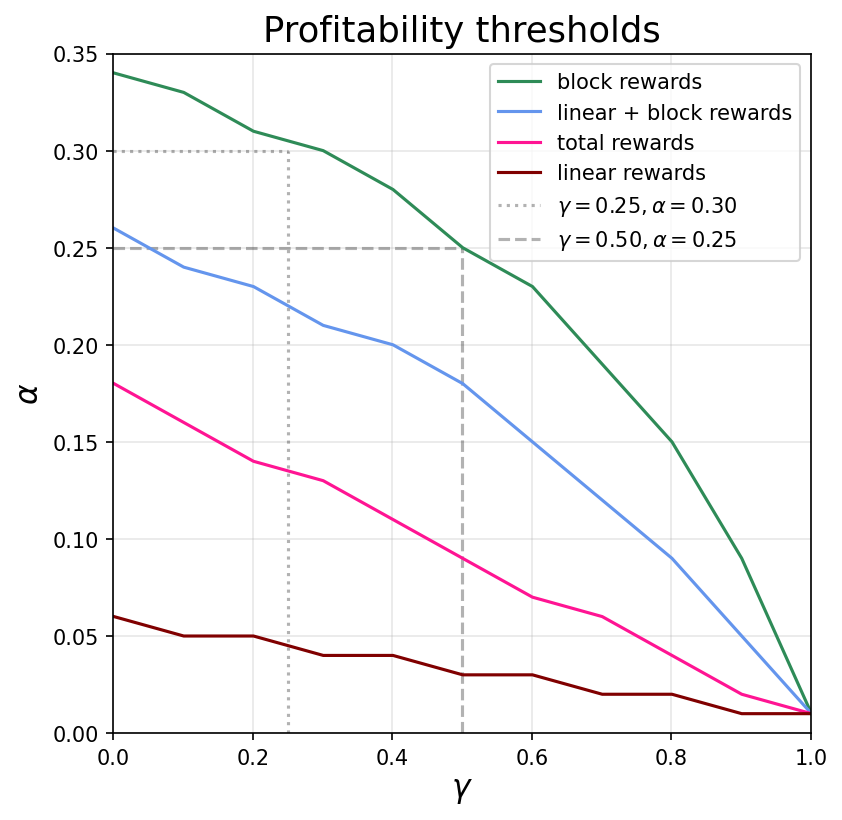 Profitability thresholds
0.35
0.30
0.25
0.20
0.15
0.10
0.05
0.00
α
block rewards
linear + block rewards
total rewards
linear rewards
γ = 0.25, α = 0.30
γ = 0.50, α = 0.25
0.0 0.2 0.4 0.6 0.8 1.0
γ